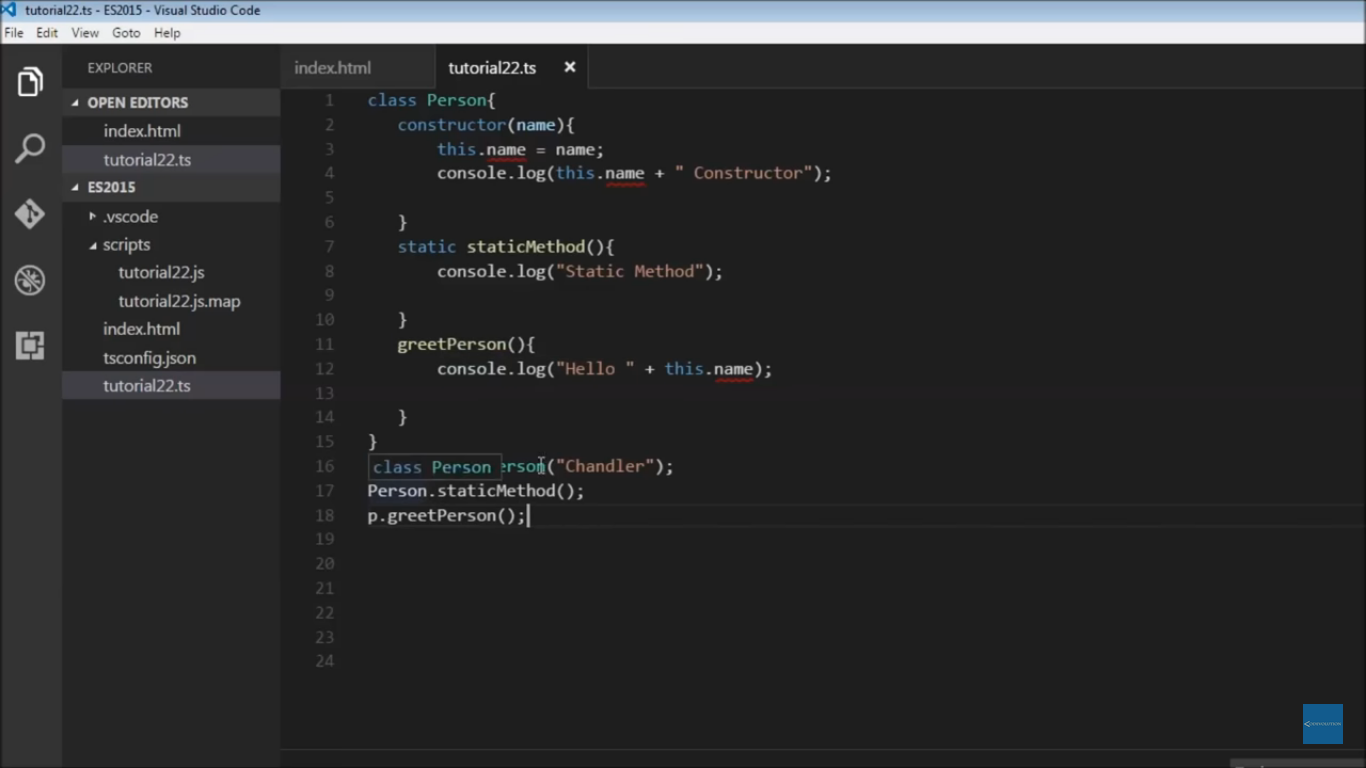 tutorial22.ts - ES2015 - Visual Studio Code
File Edit View Goto Help
EXPLORER
OPEN EDITORS
index.html
tutorial22.ts
ES2015
.vscode
scripts
tutorial22.js
tutorial22.js.map
index.html
tsconfig.json
tutorial22.ts
index.html tutorial22.ts ×
1 class Person{
2 constructor(name){
3 this.name = name;
4 console.log(this.name + " Constructor");
5
6 }
7 static staticMethod(){
8 console.log("Static Method");
9
10 }
11 greetPerson(){
12 console.log("Hello " + this.name);
13
14 }
15 }
16 class Person erson("Chandler");
17 Person.staticMethod();
18 p.greetPerson();
19
20
21
22
23
24